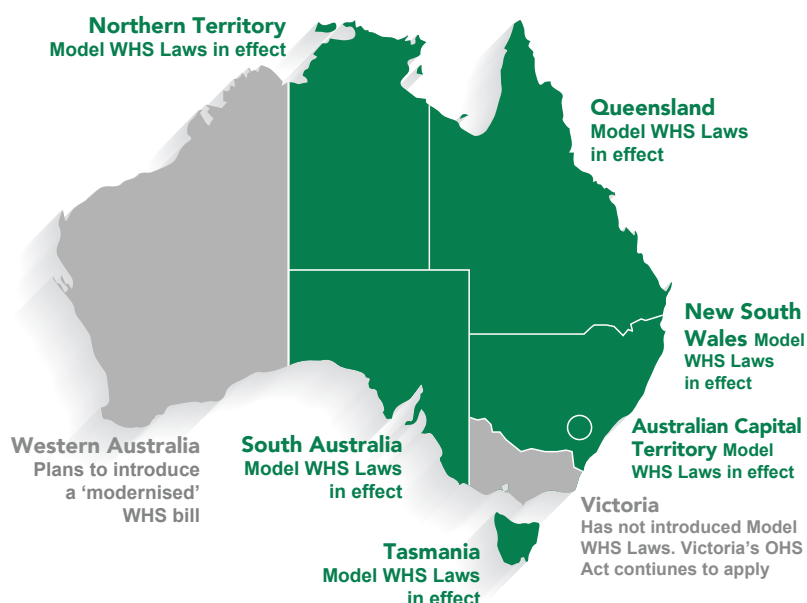 Northern Territory
Model WHS Laws in effect
Queensland
Model WHS Laws
in effect
New South
Wales Model
WHS Laws
in effect
Australian Capital
Territory Model
WHS Laws in effect
Western Australia
Plans to introduce
a ‘modernised’
WHS bill
South Australia
Model WHS Laws
in effect
Victoria
Has not introduced Model
WHS Laws. Victoria’s OHS
Act contiunes to apply
Tasmania
Model WHS Laws
in effect